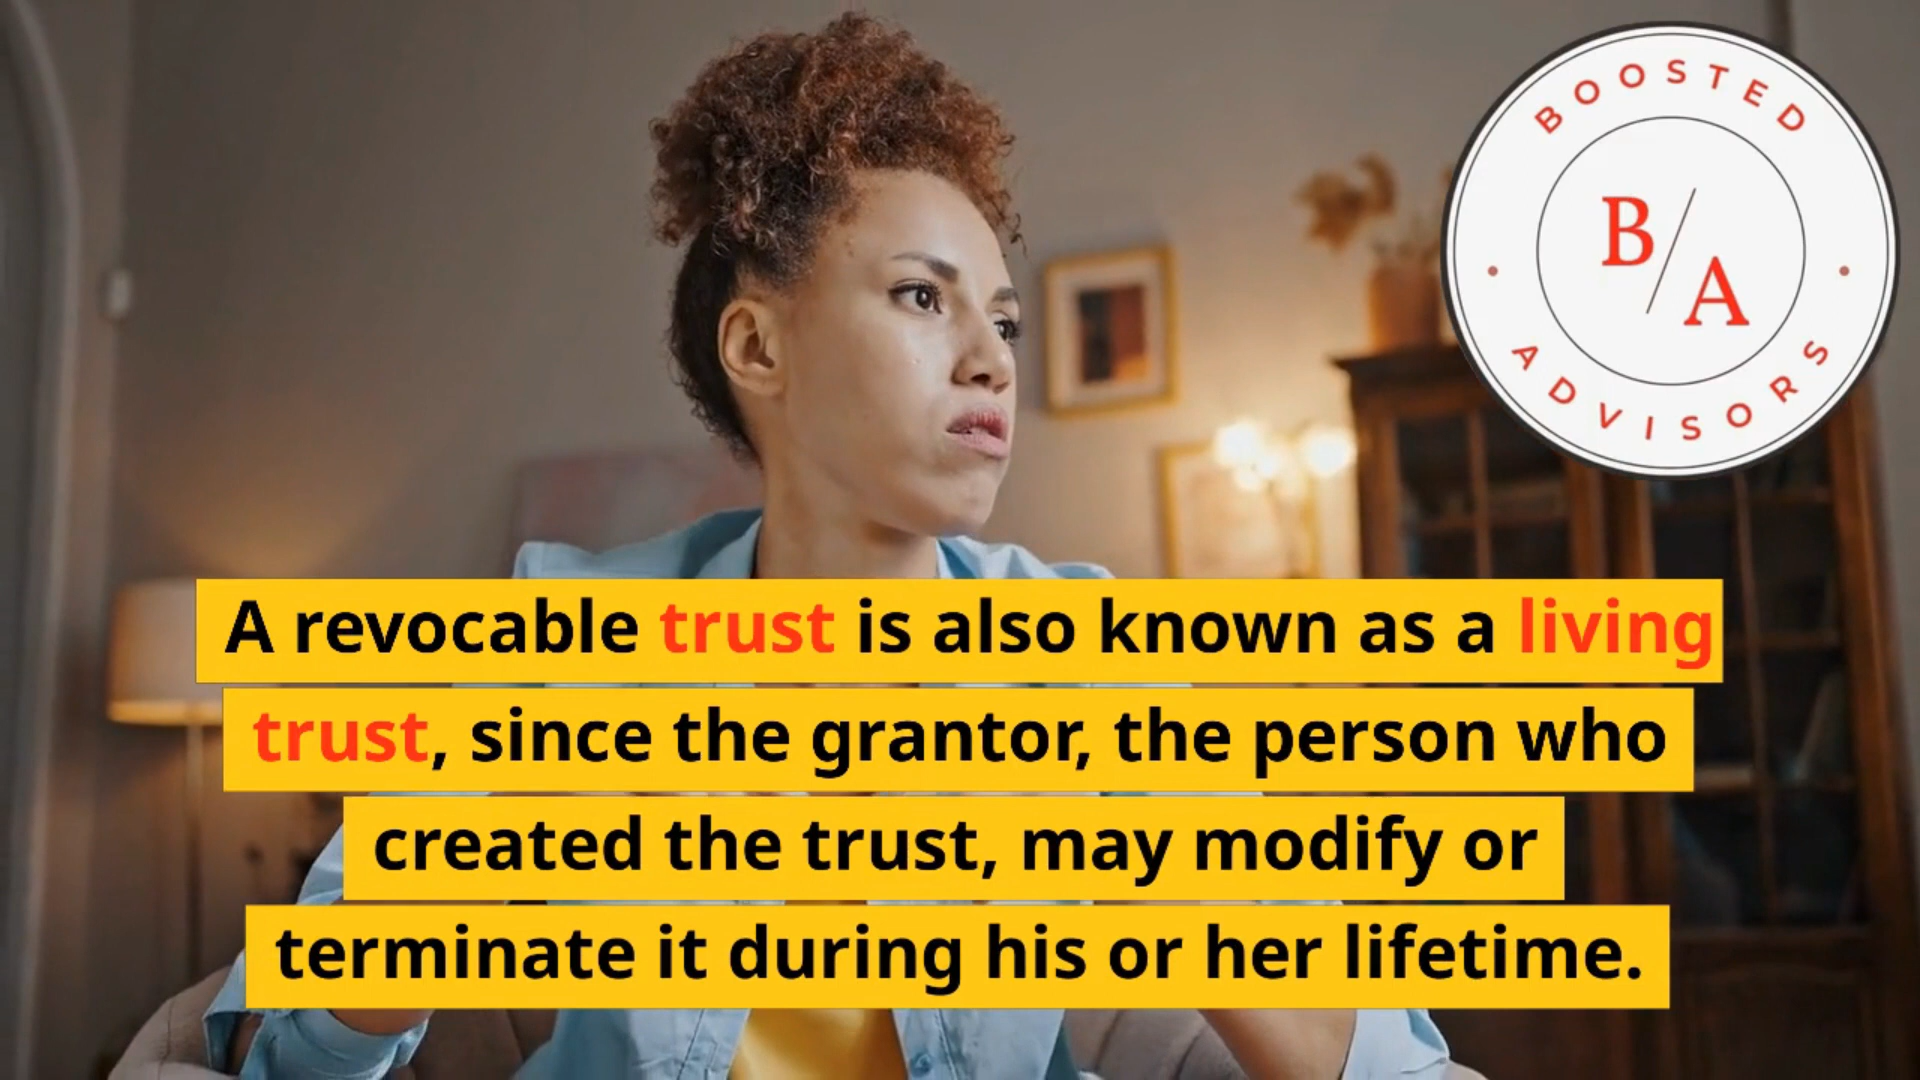 BOOSTED
B/A
ADVISORS
A revocable trust is also known as a living
trust, since the grantor, the person who
created the trust, may modify or
terminate it during his or her lifetime.